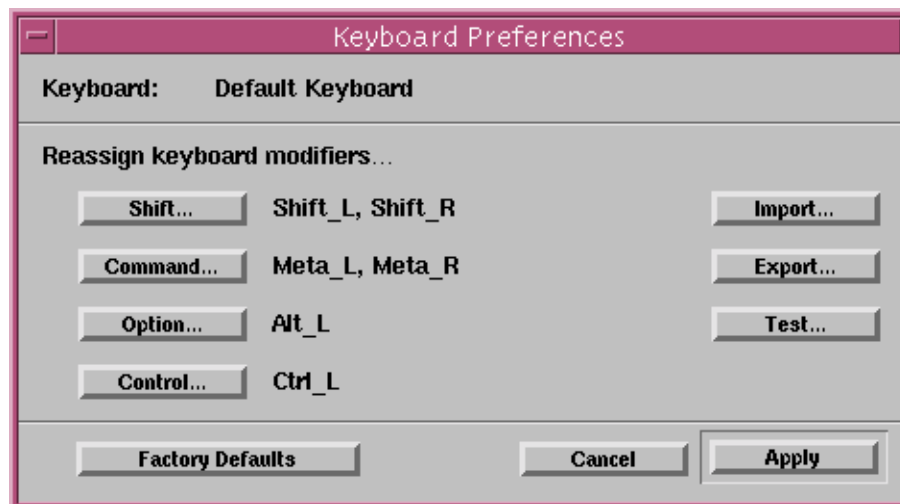 Keyboard Preferences
Keyboard: Default Keyboard
Reassign keyboard modifiers...
Shift... Shift_L, Shift_R Import...
Command... Meta_L, Meta_R Export...
Option... Alt_L Test...
Control... Ctrl_L
Factory Defaults Cancel Apply